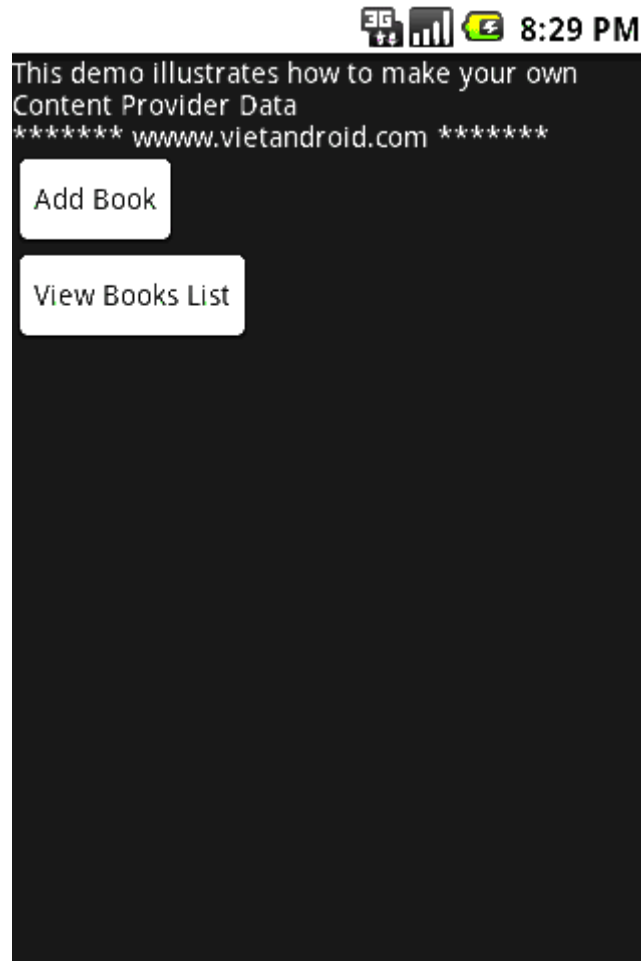 3G
8:29 PM
This demo illustrates how to make your own
Content Provider Data
******* wwww.vietandroid.com *******
Add Book
View Books List